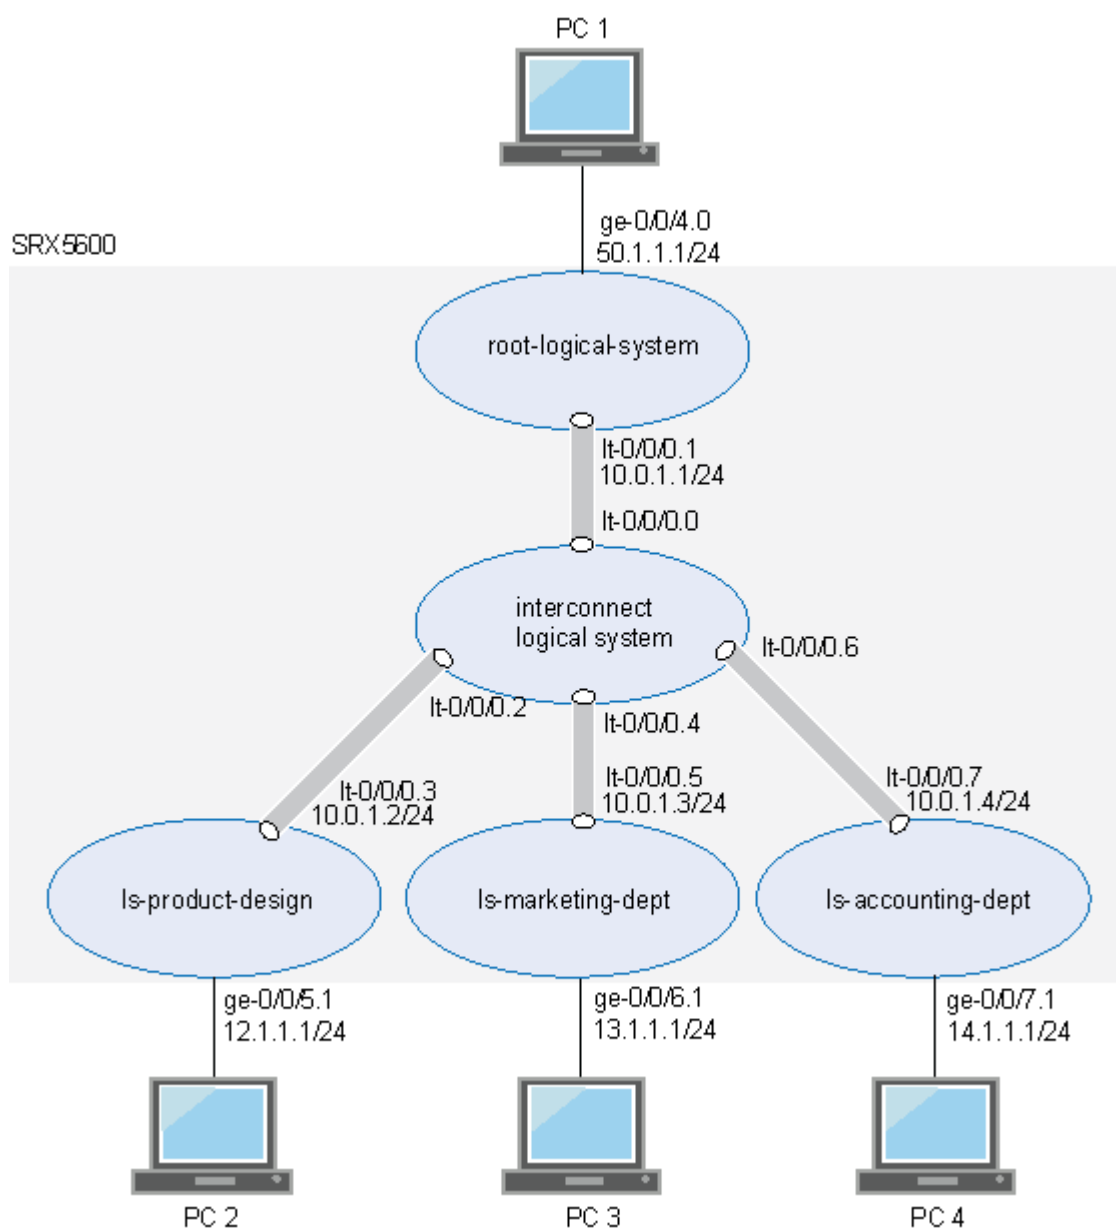 PC 1
ge-0/0/4.0
50.1.1.1/24
SRX5600
root-logical-system
lt-0/0/0.1
10.0.1.1/24
lt-0/0/0.0
interconnect
logical system
lt-0/0/0.6
lt-0/0/0.2
lt-0/0/0.4
lt-0/0/0.3
10.0.1.2/24
lt-0/0/0.5
10.0.1.3/24
lt-0/0/0.7
10.0.1.4/24
ls-product-design
ls-marketing-dept
ls-accounting-dept
ge-0/0/5.1
12.1.1.1/24
ge-0/0/6.1
13.1.1.1/24
ge-0/0/7.1
14.1.1.1/24
PC 2
PC 3
PC 4